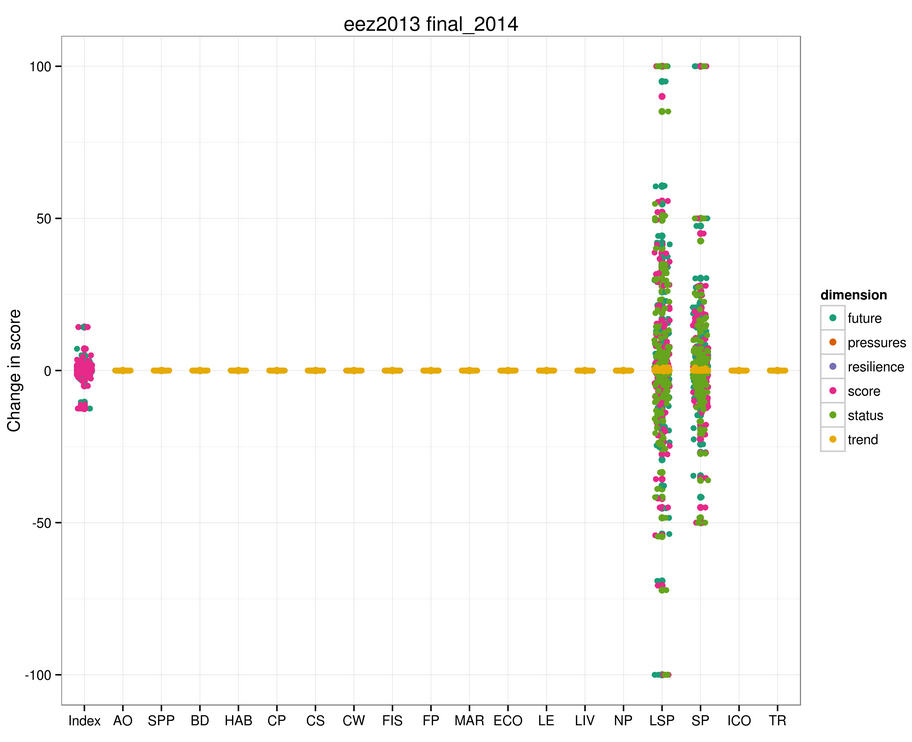 eez2013 final_2014
Change in score
100
50
0
-50
-100
Index AO SPP BD HAB CP CS CW FIS FP MAR ECO LE LIV NP LSP SP ICO TR
dimension
future
pressures
resilience
score
status
trend